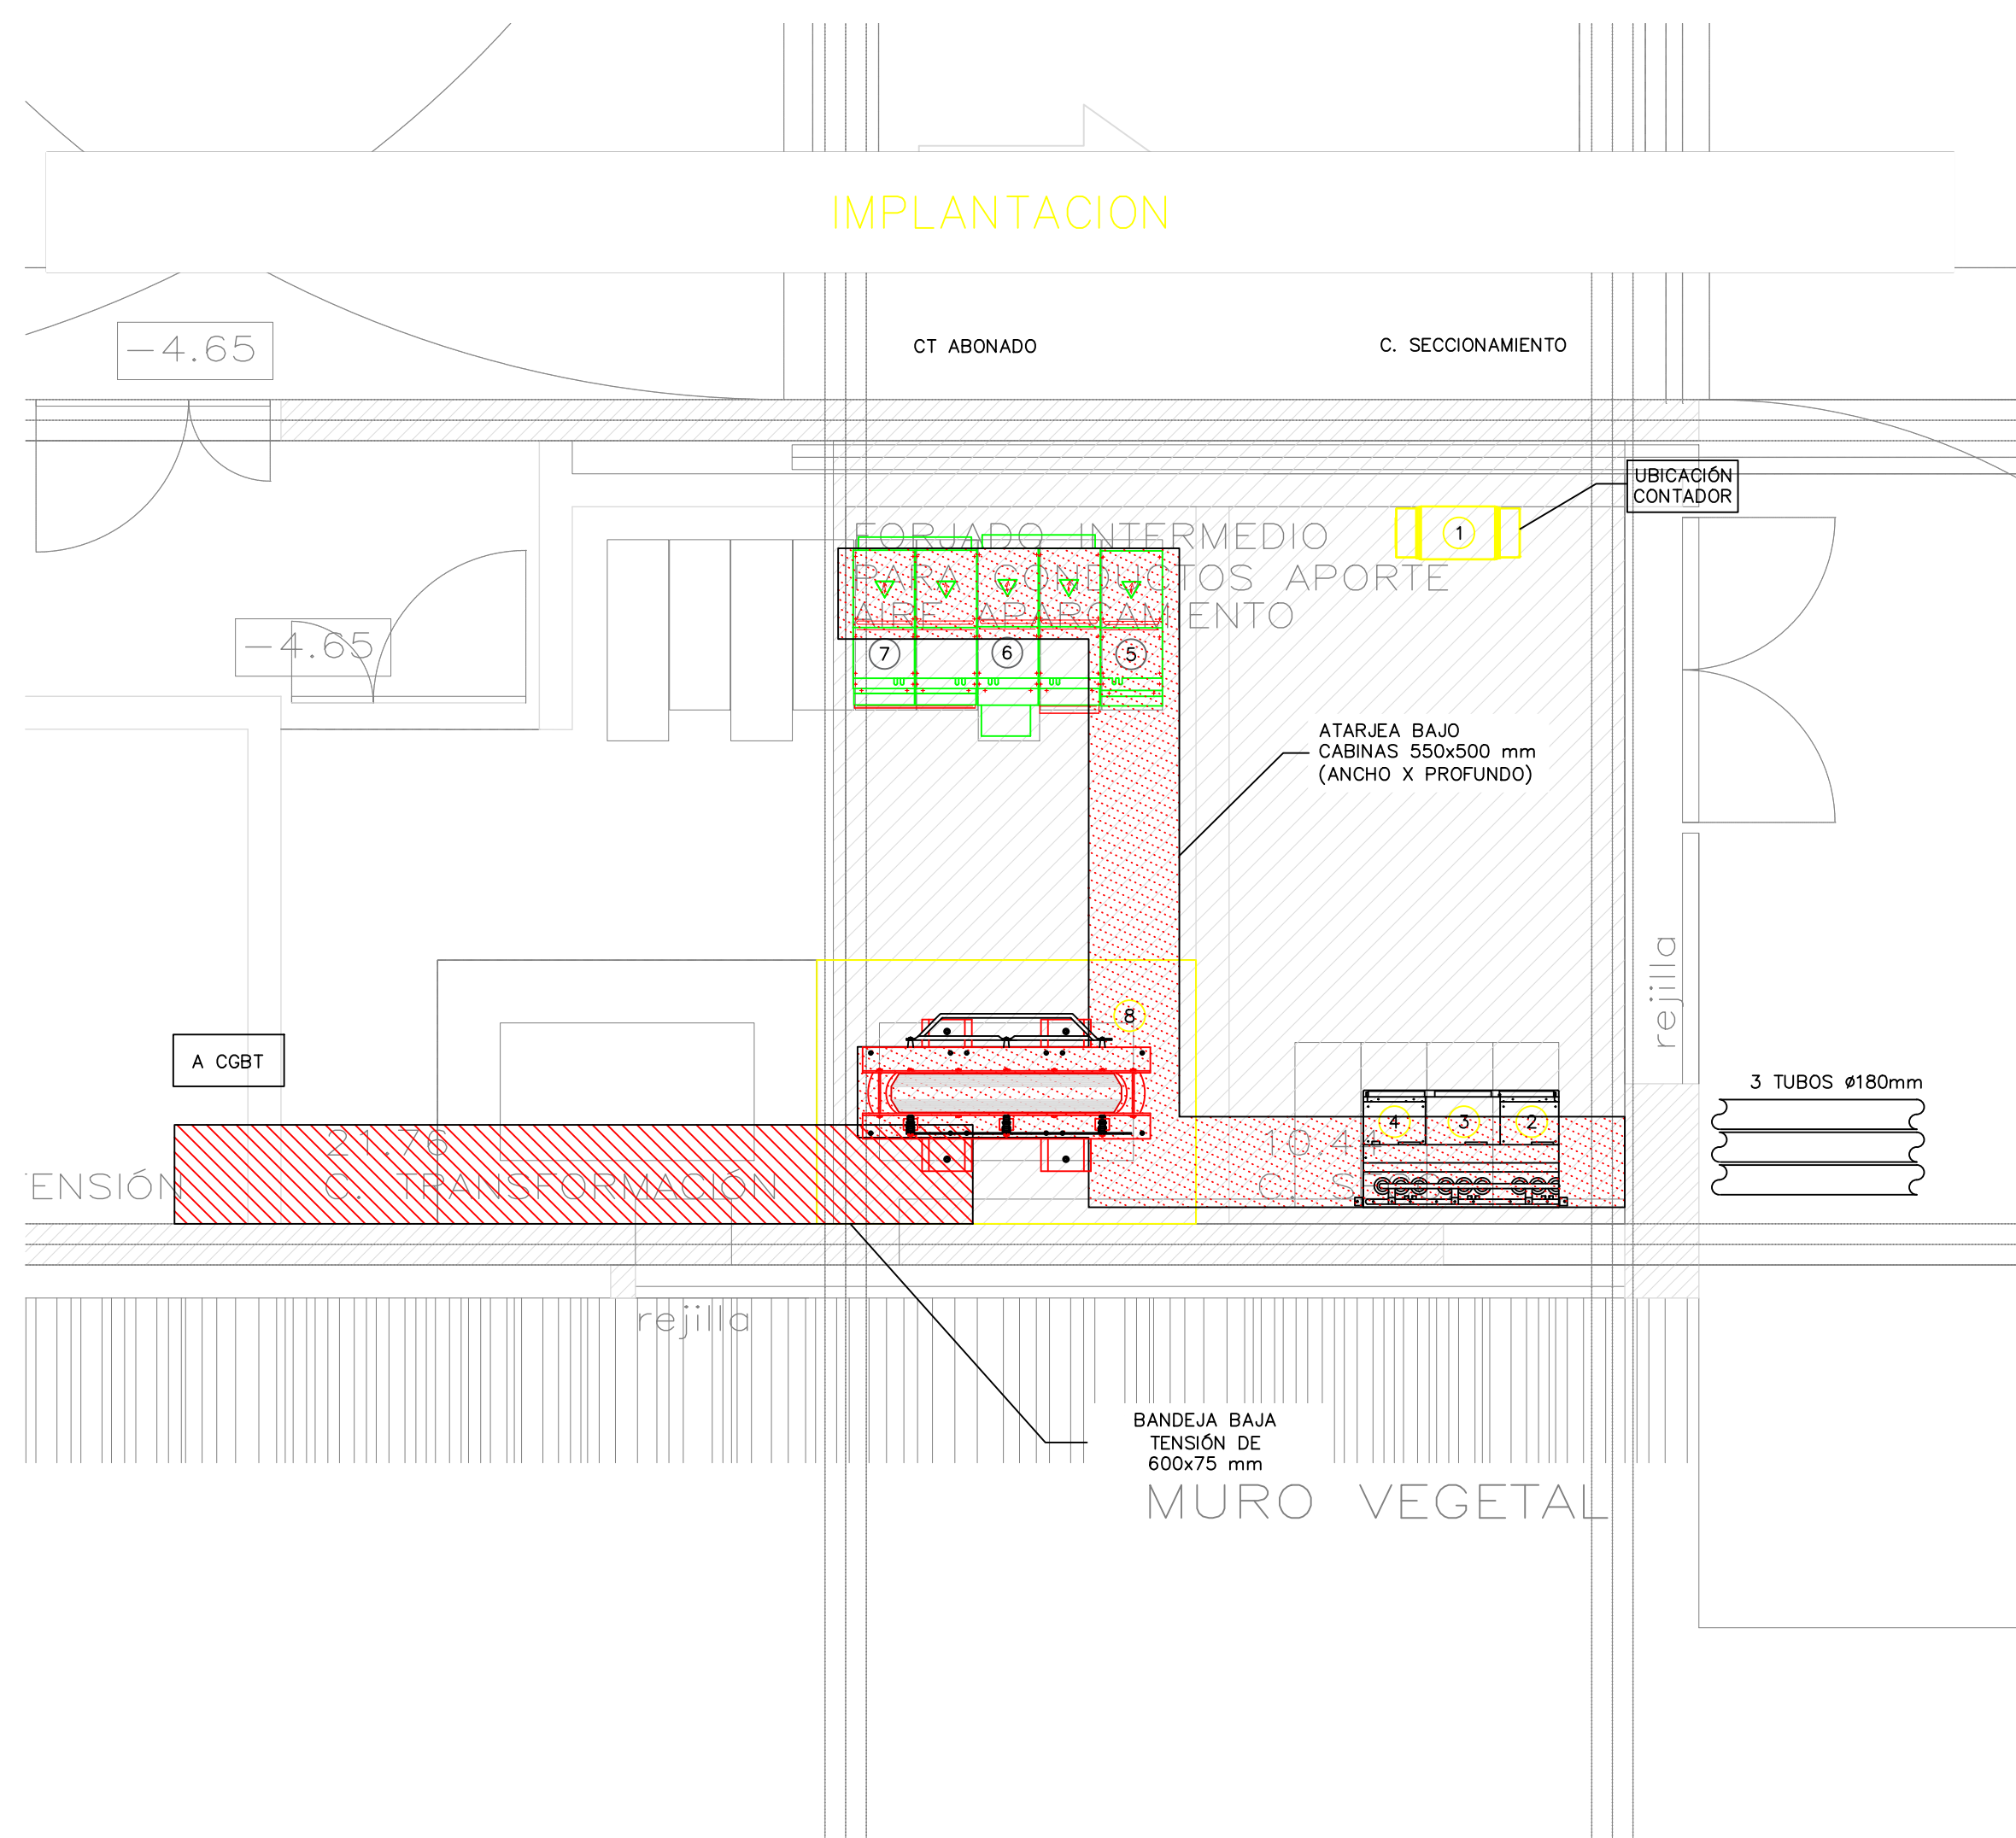 IMPLANTACION
-4.65
CT ABONADO
C. SECCIONAMIENTO
UBICACIÓN
CONTADOR
1
FORJADO INTERMEDIO
PARA CONDUCTOS APORTE
AIRE APARCAMIENTO
-4.65
7
6
5
ATARJEA BAJO
CABINAS 550x500 mm
(ANCHO X PROFUNDO)
rejilla
8
A CGBT
3 TUBOS ø180mm
4
3
2
21.76
C. TRANSFORMACIÓN
ENSIÓN
10.4
C.
rejilla
BANDEJA BAJA
TENSIÓN DE
600x75 mm
MURO VEGETAL